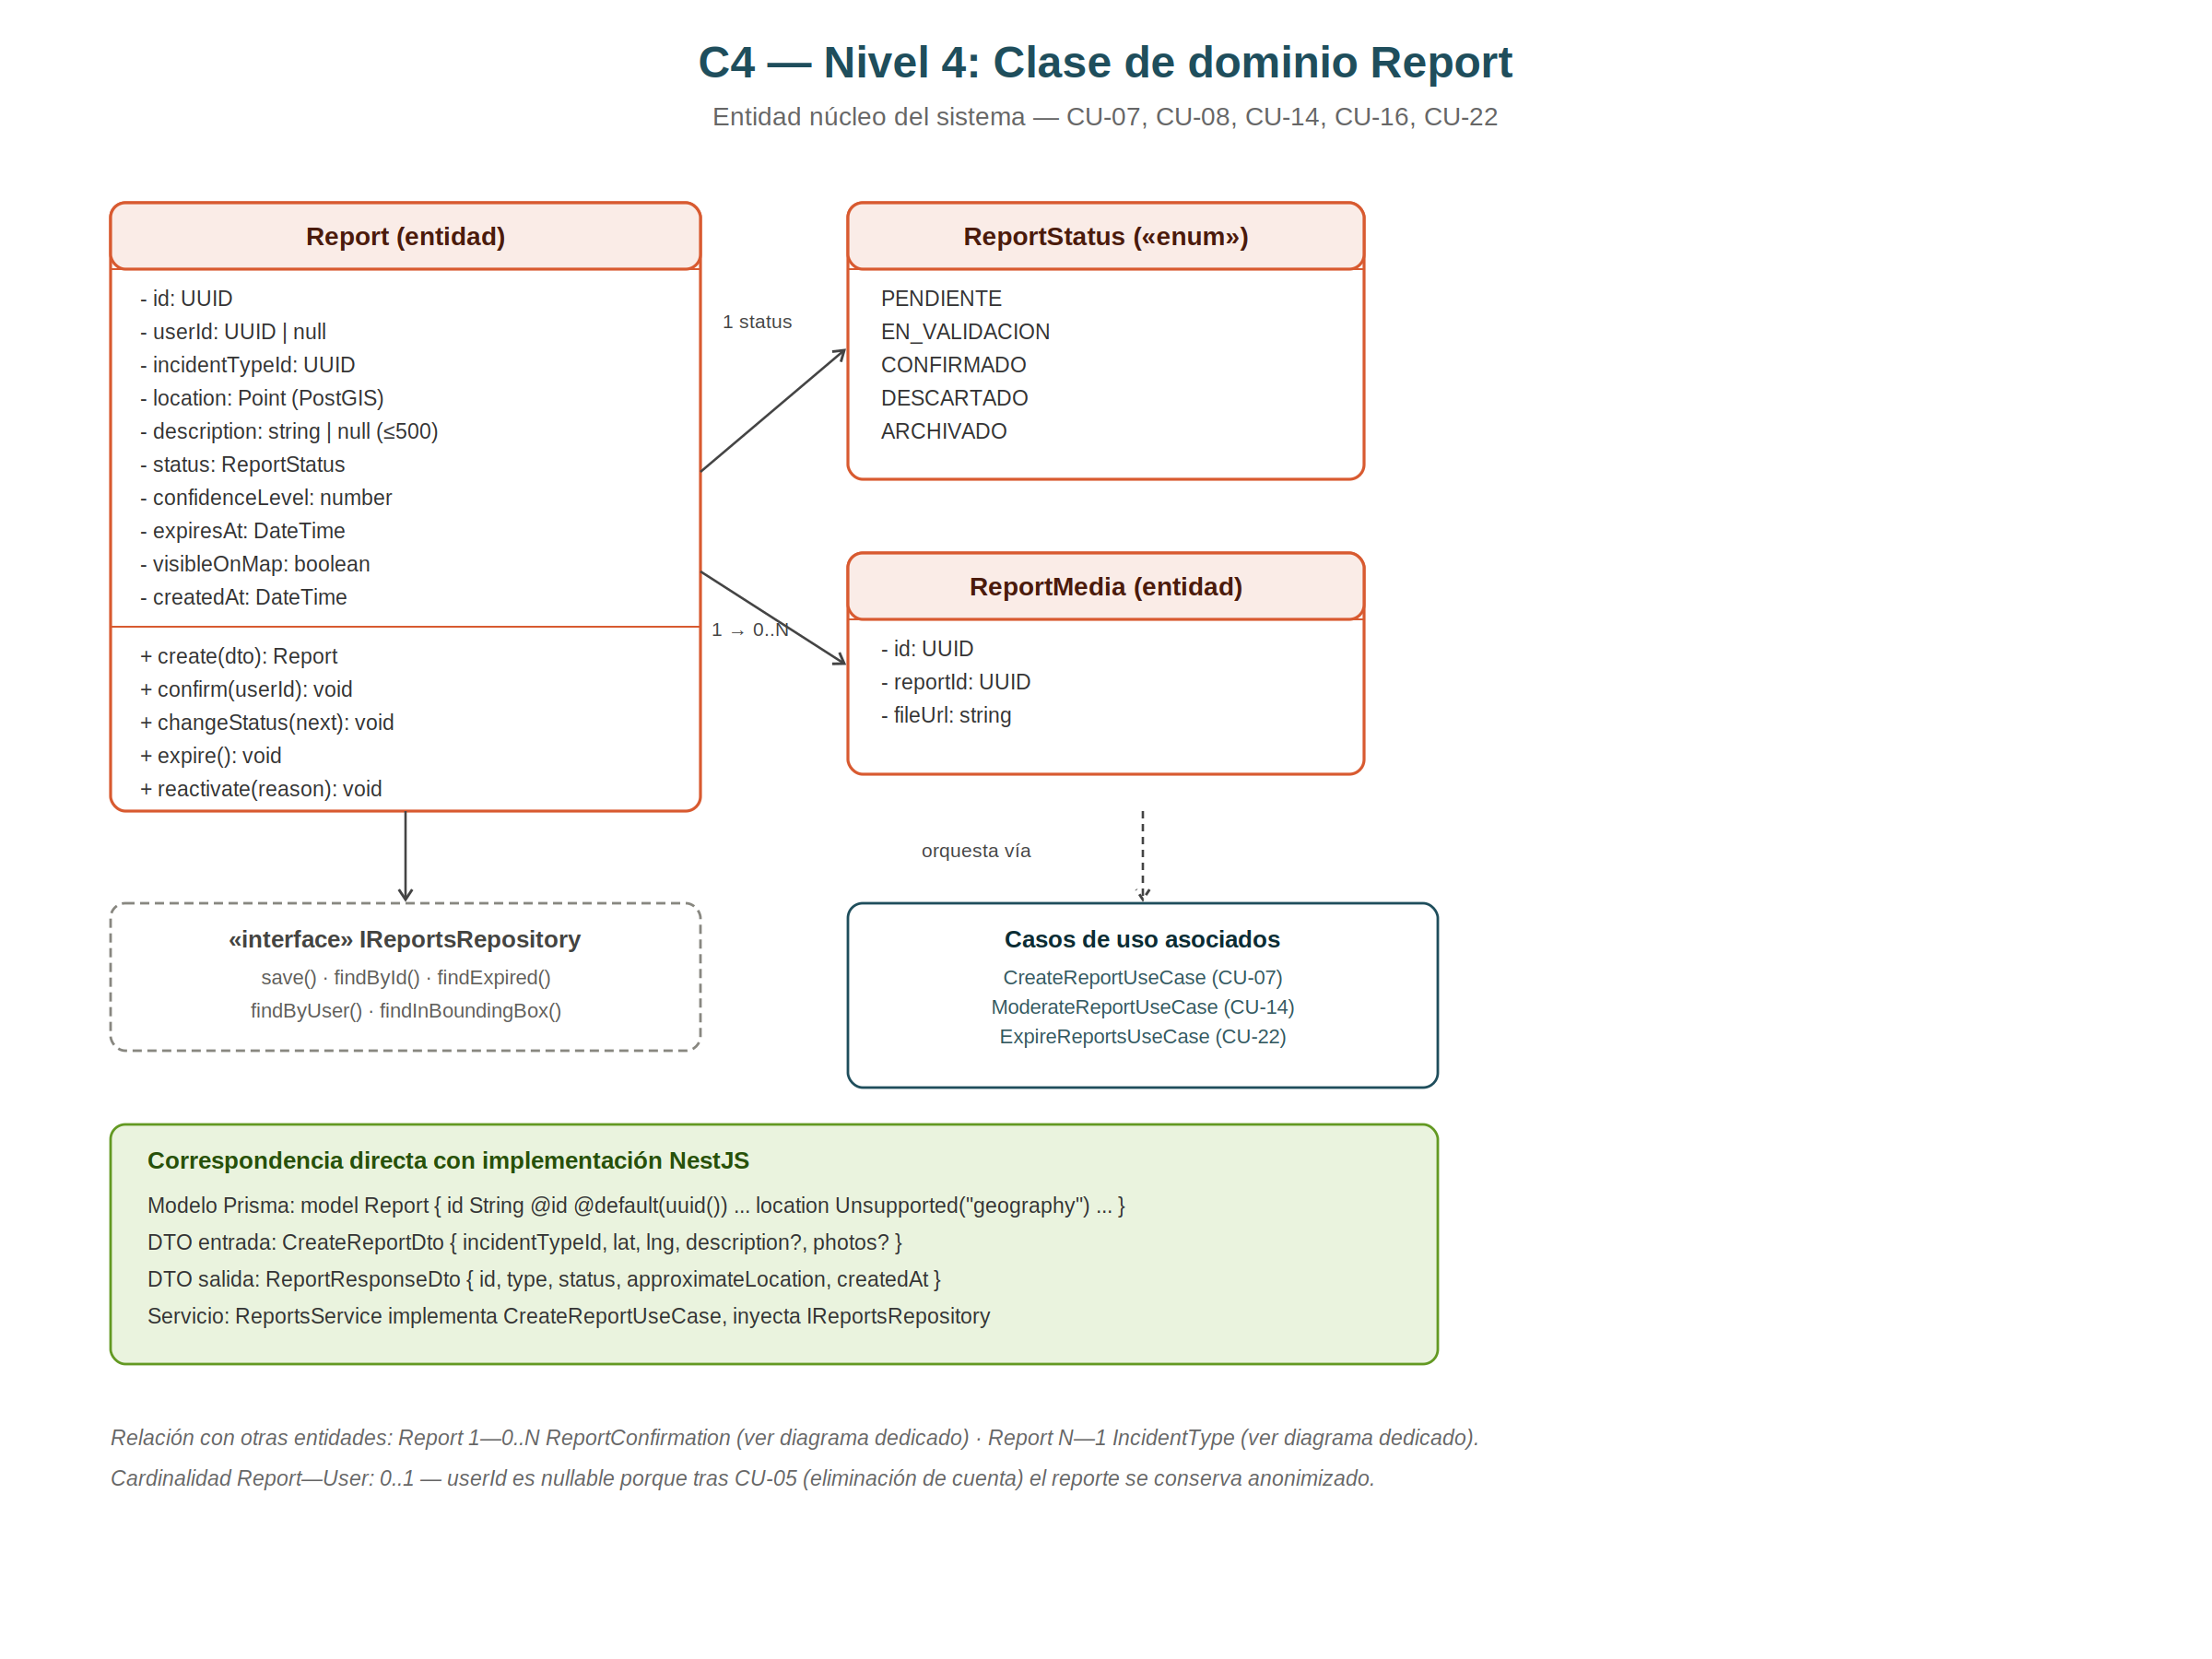 C4 — Nivel 4: Clase de dominio Report
Entidad núcleo del sistema — CU-07, CU-08, CU-14, CU-16, CU-22
Report (entidad)
- id: UUID
- userId: UUID | null
- incidentTypeId: UUID
- location: Point (PostGIS)
- description: string | null (≤500)
- status: ReportStatus
- confidenceLevel: number
- expiresAt: DateTime
- visibleOnMap: boolean
- createdAt: DateTime
+ create(dto): Report
+ confirm(userId): void
+ changeStatus(next): void
+ expire(): void
+ reactivate(reason): void
1 status
ReportStatus («enum»)
PENDIENTE
EN_VALIDACION
CONFIRMADO
DESCARTADO
ARCHIVADO
1 → 0..N
ReportMedia (entidad)
- id: UUID
- reportId: UUID
- fileUrl: string
orquesta vía
«interface» IReportsRepository
save() · findById() · findExpired()
findByUser() · findInBoundingBox()
Casos de uso asociados
CreateReportUseCase (CU-07)
ModerateReportUseCase (CU-14)
ExpireReportsUseCase (CU-22)
Correspondencia directa con implementación NestJS
Modelo Prisma: model Report { id String @id @default(uuid()) ... location Unsupported("geography") ... }
DTO entrada: CreateReportDto { incidentTypeId, lat, lng, description?, photos? }
DTO salida: ReportResponseDto { id, type, status, approximateLocation, createdAt }
Servicio: ReportsService implementa CreateReportUseCase, inyecta IReportsRepository
Relación con otras entidades: Report 1—0..N ReportConfirmation (ver diagrama dedicado) · Report N—1 IncidentType (ver diagrama dedicado).
Cardinalidad Report—User: 0..1 — userId es nullable porque tras CU-05 (eliminación de cuenta) el reporte se conserva anonimizado.